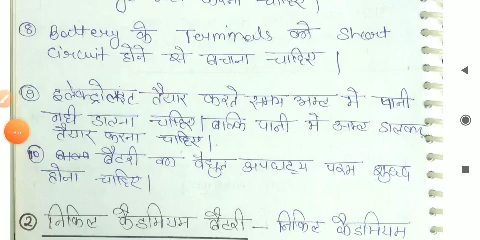 करना चाहिए |
⑧ Battery के Terminals को Short
Circuit होने से बचाना चाहिए |
⑨ इलेक्ट्रोलाइट तैयार करते समय अम्ल में पानी
नही डालना चाहिए | बल्कि पानी में अम्ल डालकर
तैयार करना चाहिए |
⑩ बैटरी का वैधुत अपघट्य परम शुध्द
होना चाहिए |
② निकिल कैडमियम बैटरी - निकिल कैडमियम